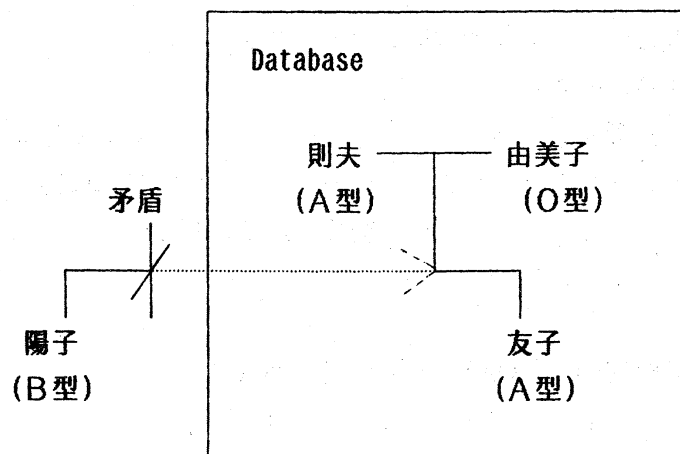 Database
則夫 由美子
(A型) (O型)
矛盾
陽子 友子
(B型) (A型)